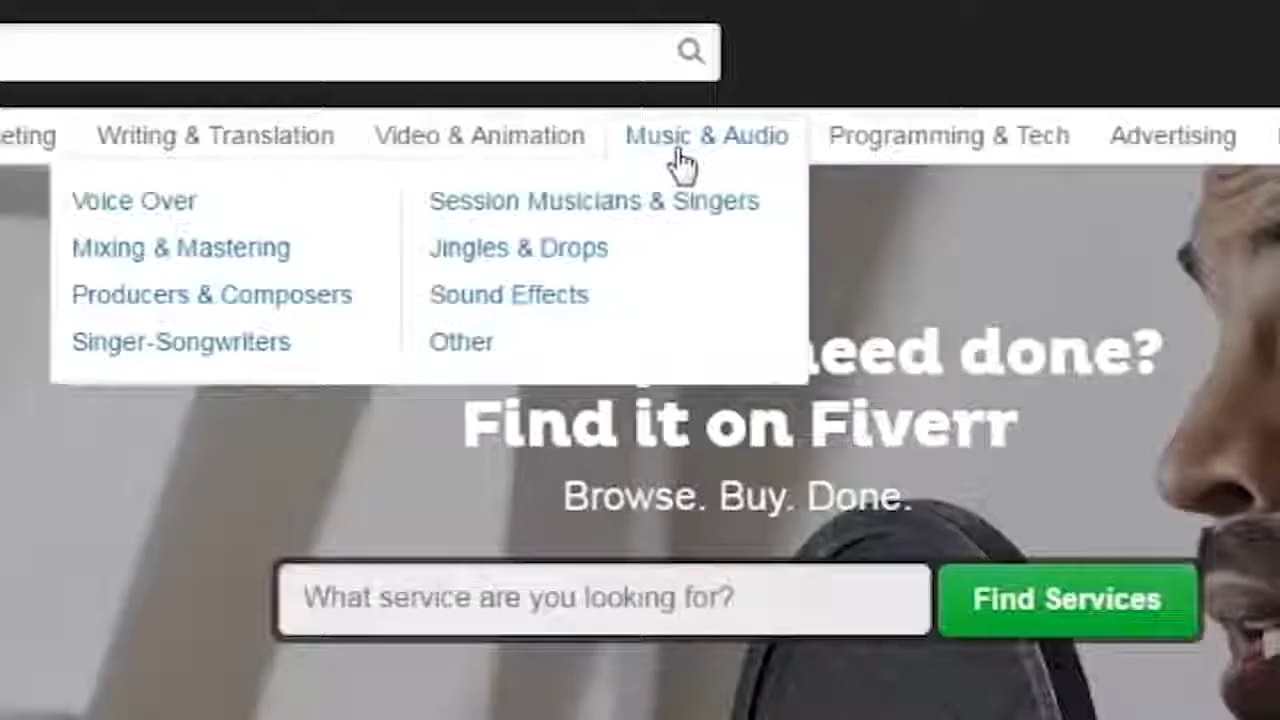 eting Writing & Translation Video & Animation Music & Audio Programming & Tech Advertising
Voice Over Session Musicians & Singers
Mixing & Mastering Jingles & Drops
Producers & Composers Sound Effects
Singer-Songwriters Other
need done?
Find it on Fiverr
Browse. Buy. Done.
What service are you looking for? Find Services